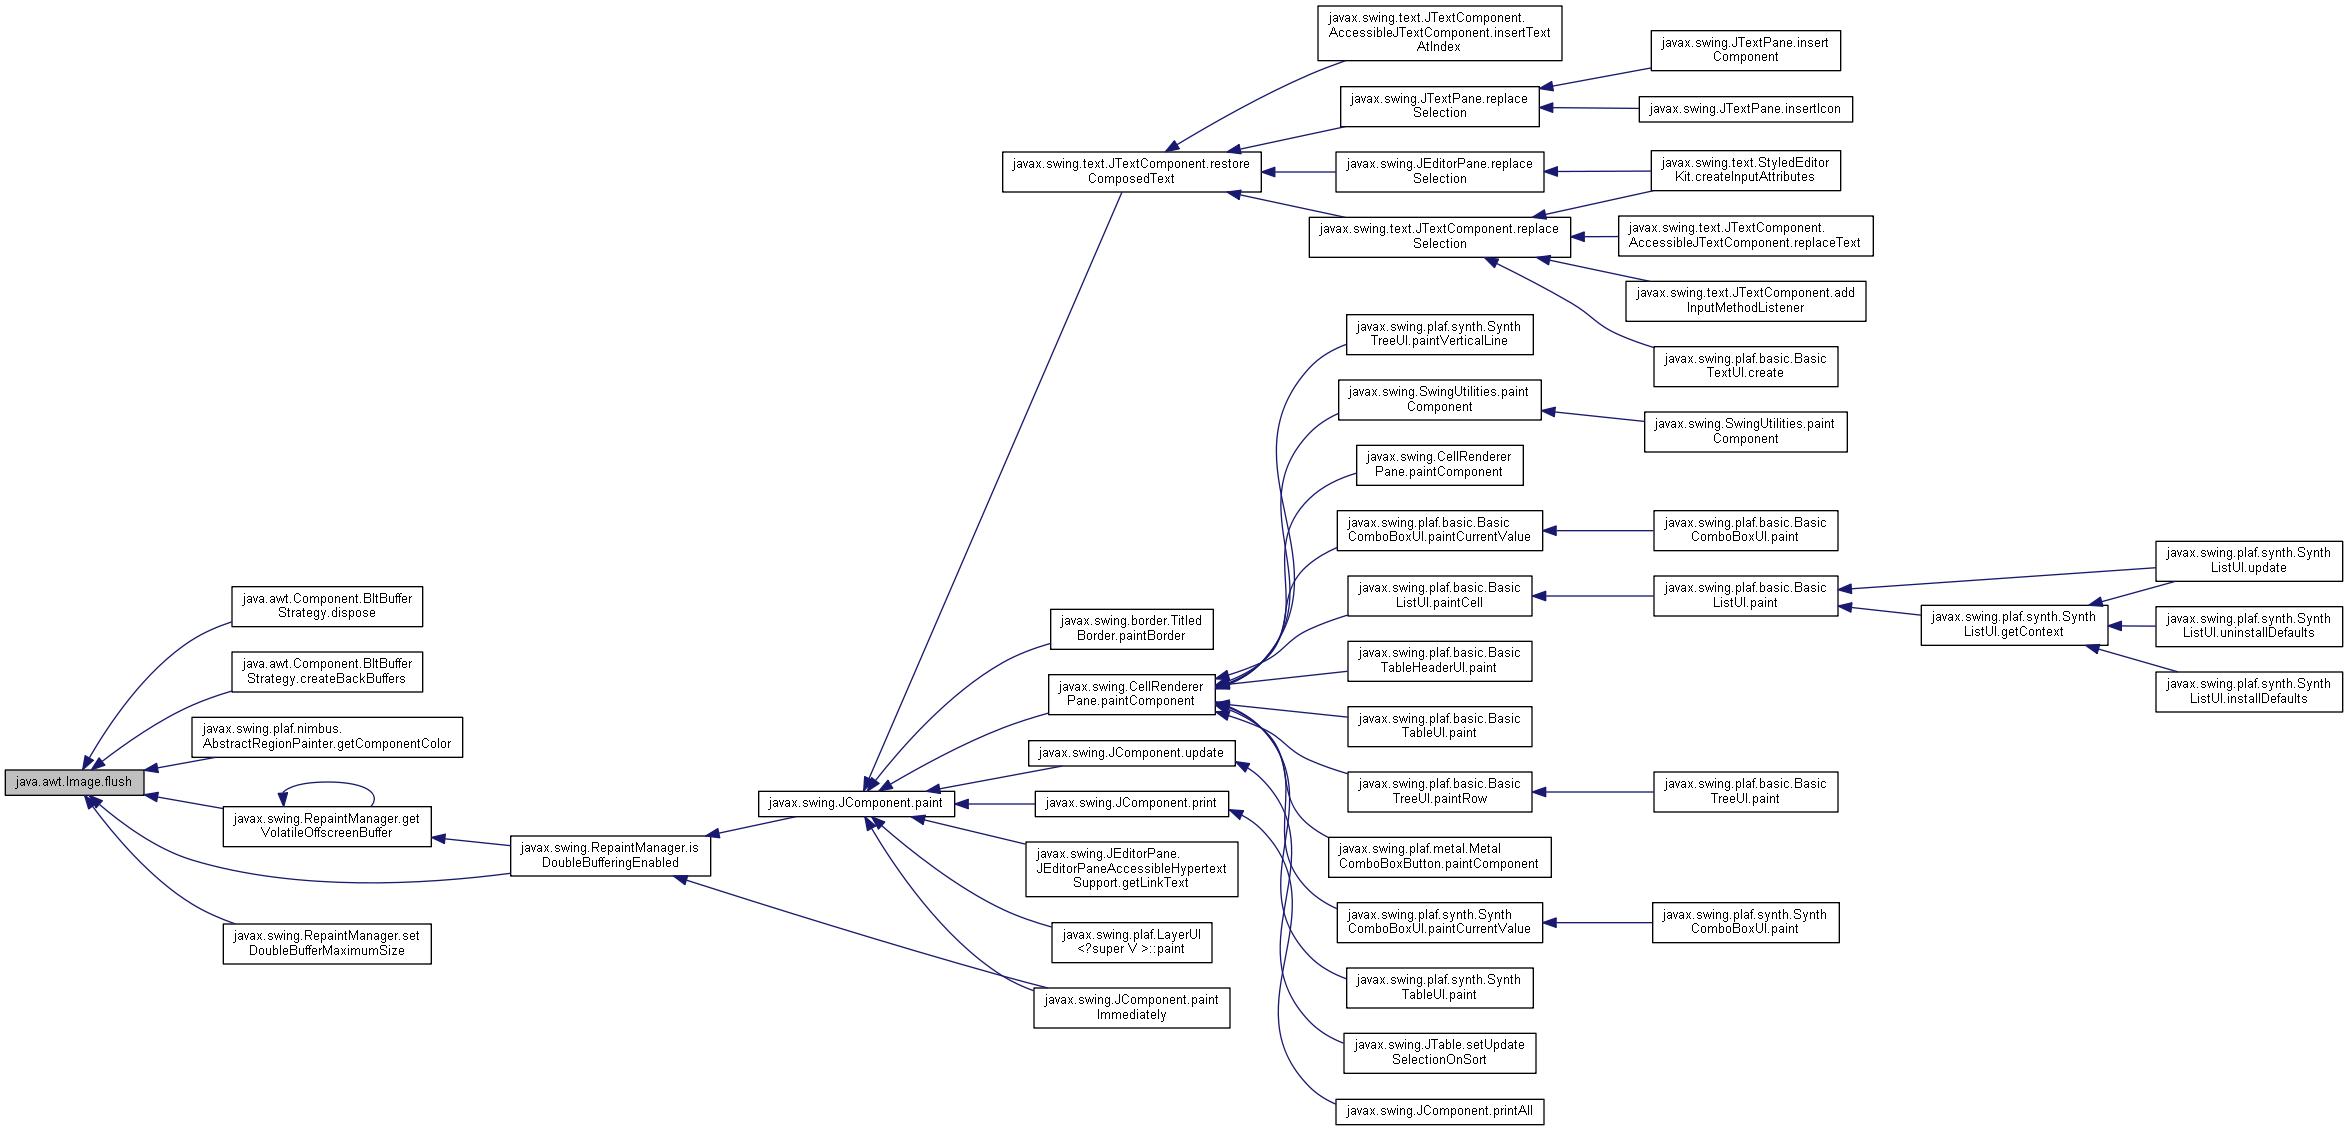 java.awt.Image.flush
java.awt.Component.BltBuffer
Strategy.dispose
java.awt.Component.BltBuffer
Strategy.createBackBuffers
javax.swing.plaf.nimbus.
AbstractRegionPainter.getComponentColor
javax.swing.RepaintManager.get
VolatileOffscreenBuffer
javax.swing.RepaintManager.set
DoubleBufferMaximumSize
javax.swing.RepaintManager.is
DoubleBufferingEnabled
javax.swing.JComponent.paint
javax.swing.text.JTextComponent.restore
ComposedText
javax.swing.border.Titled
Border.paintBorder
javax.swing.CellRenderer
Pane.paintComponent
javax.swing.JComponent.update
javax.swing.JComponent.print
javax.swing.JEditorPane.
JEditorPaneAccessibleHypertext
Support.getLinkText
javax.swing.plaf.LayerUI
<?super V >::paint
javax.swing.JComponent.paint
Immediately
javax.swing.text.JTextComponent.
AccessibleJTextComponent.insertText
AtIndex
javax.swing.JTextPane.replace
Selection
javax.swing.JEditorPane.replace
Selection
javax.swing.text.JTextComponent.replace
Selection
javax.swing.plaf.synth.Synth
TreeUI.paintVerticalLine
javax.swing.SwingUtilities.paint
Component
javax.swing.CellRenderer
Pane.paintComponent
javax.swing.plaf.basic.Basic
ComboBoxUI.paintCurrentValue
javax.swing.plaf.basic.Basic
ListUI.paintCell
javax.swing.plaf.basic.Basic
TableHeaderUI.paint
javax.swing.plaf.basic.Basic
TableUI.paint
javax.swing.plaf.basic.Basic
TreeUI.paintRow
javax.swing.plaf.metal.Metal
ComboBoxButton.paintComponent
javax.swing.plaf.synth.Synth
ComboBoxUI.paintCurrentValue
javax.swing.plaf.synth.Synth
TableUI.paint
javax.swing.JTable.setUpdate
SelectionOnSort
javax.swing.JComponent.printAll
javax.swing.JTextPane.insert
Component
javax.swing.JTextPane.insertIcon
javax.swing.text.StyledEditor
Kit.createInputAttributes
javax.swing.text.JTextComponent.
AccessibleJTextComponent.replaceText
javax.swing.text.JTextComponent.add
InputMethodListener
javax.swing.plaf.basic.Basic
TextUI.create
javax.swing.SwingUtilities.paint
Component
javax.swing.plaf.basic.Basic
ComboBoxUI.paint
javax.swing.plaf.basic.Basic
ListUI.paint
javax.swing.plaf.basic.Basic
TreeUI.paint
javax.swing.plaf.synth.Synth
ComboBoxUI.paint
javax.swing.plaf.synth.Synth
ListUI.getContext
javax.swing.plaf.synth.Synth
ListUI.update
javax.swing.plaf.synth.Synth
ListUI.uninstallDefaults
javax.swing.plaf.synth.Synth
ListUI.installDefaults